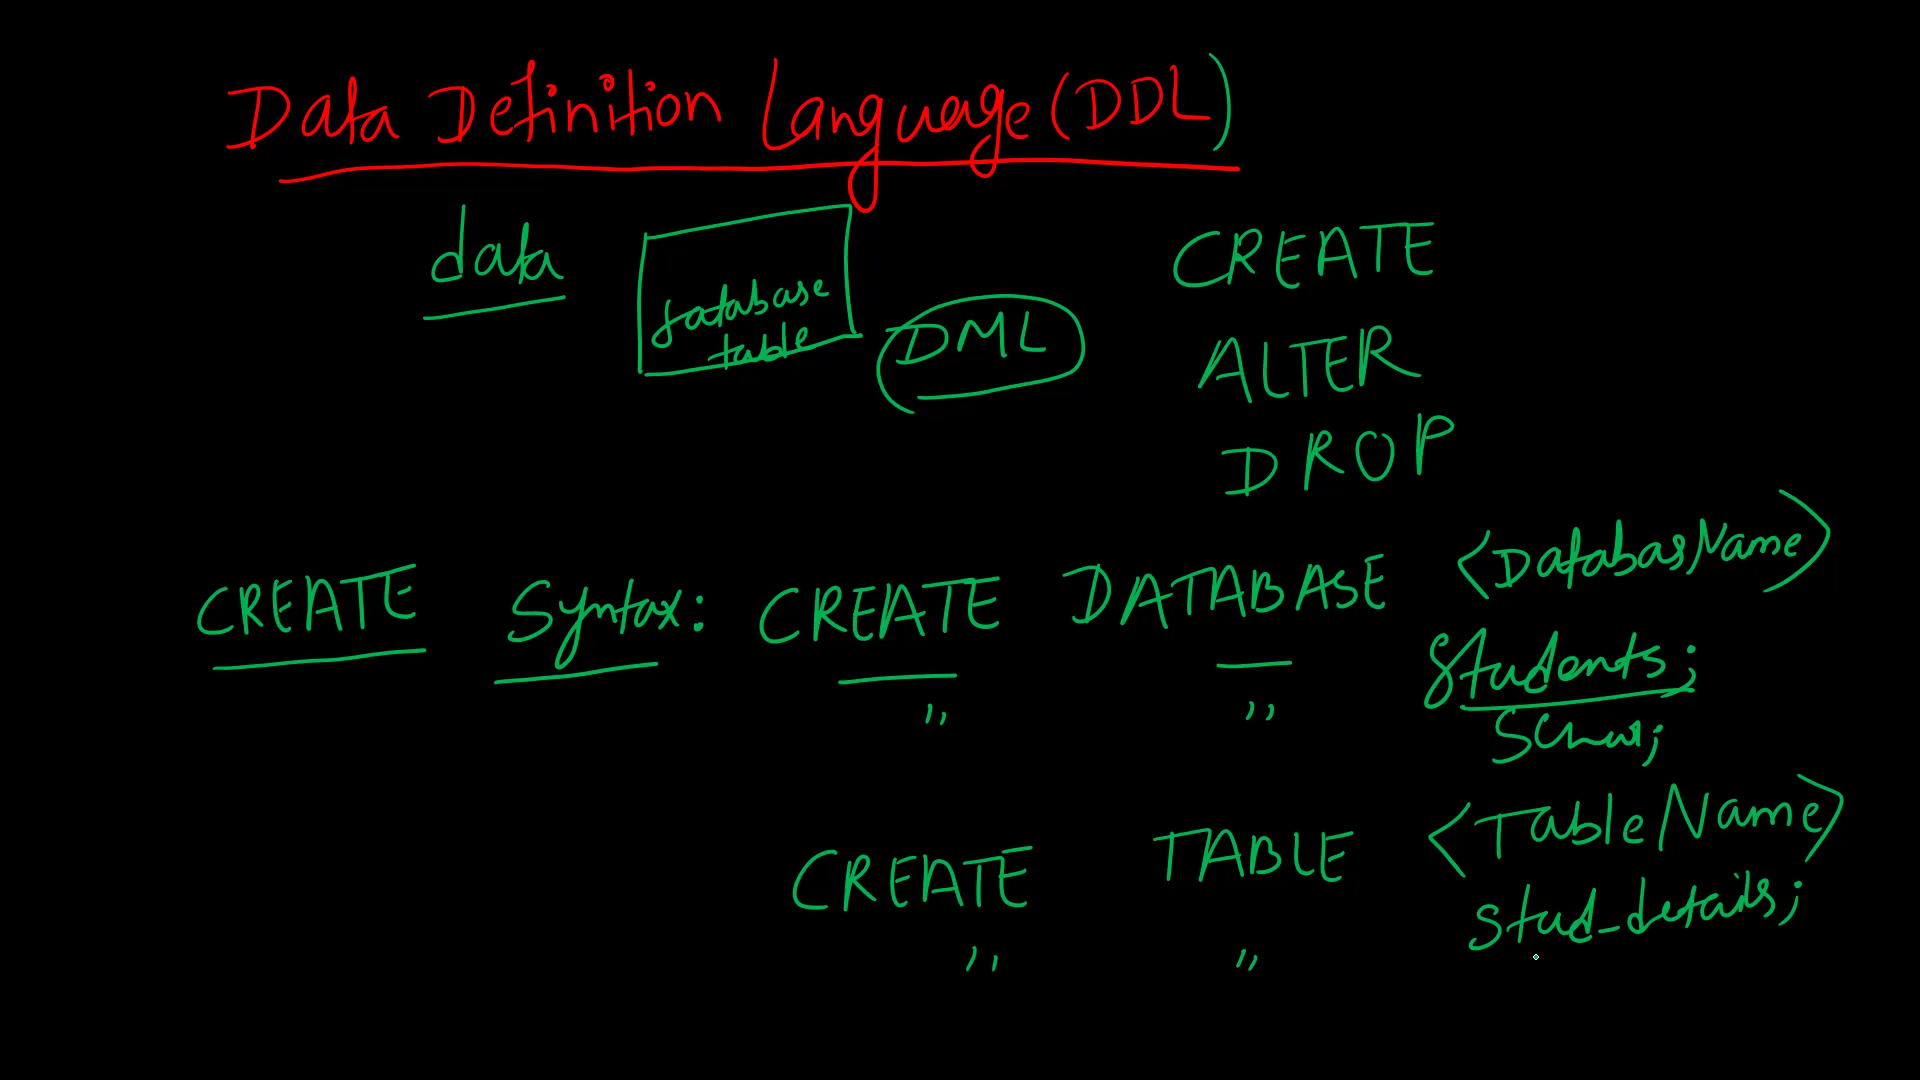 Data Definition Language (DDL)
data
database
table
DML
CREATE
ALTER
DROP
CREATE Syntax: CREATE DATABASE <DatabasName>
" " Students;
CREATE TABLE <TableName>
" " stud_details;